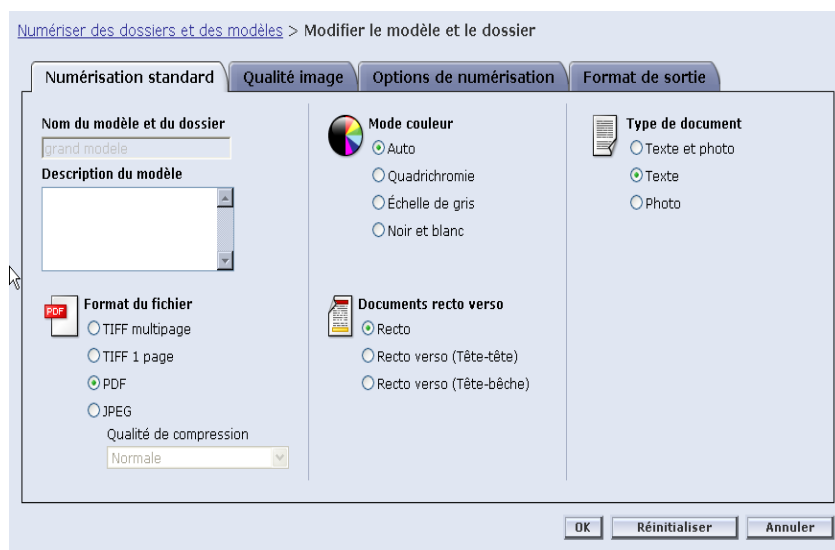 Numériser des dossiers et des modèles > Modifier le modèle et le dossier
Numérisation standard
Qualité image
Options de numérisation
Format de sortie
Nom du modèle et du dossier
grand modele
Description du modèle
Format du fichier
PDF
TIFF multipage
TIFF 1 page
PDF
JPEG
Qualité de compression
Normale
Mode couleur
Auto
Quadrichromie
Échelle de gris
Noir et blanc
Documents recto verso
Recto
Recto verso (Tête-tête)
Recto verso (Tête-bêche)
Type de document
Texte et photo
Texte
Photo
OK
Réinitialiser
Annuler